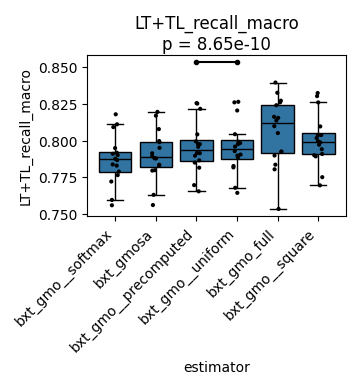 LT+TL_recall_macro
p = 8.65e-10
LT+TL_recall_macro
0.850
0.825
0.800
0.775
0.750
bxt_gmo__softmax
bxt_gmosa
bxt_gmo__precomputed
bxt_gmo__uniform
bxt_gmo_full
bxt_gmo__square
estimator